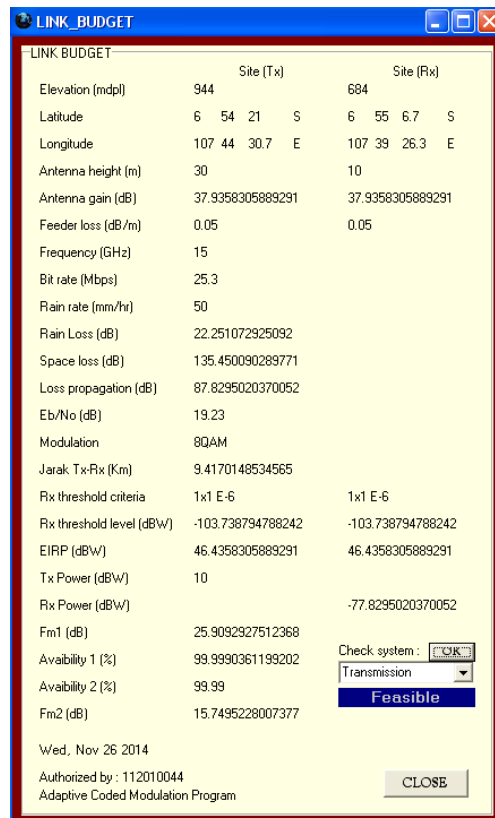 LINK_BUDGET
LINK BUDGET
Site (Tx) Site (Rx)
Elevation (mdpl) 944 684
Latitude 6 54 21 S 6 55 6.7 S
Longitude 107 44 30.7 E 107 39 26.3 E
Antenna height (m) 30 10
Antenna gain (dB) 37.9358305889291 37.9358305889291
Feeder loss (dB/m) 0.05 0.05
Frequency (GHz) 15
Bit rate (Mbps) 25.3
Rain rate (mm/hr) 50
Rain Loss (dB) 22.251072925092
Space loss (dB) 135.450090289771
Loss propagation (dB) 87.8295020370052
Eb/No (dB) 19.23
Modulation 8QAM
Jarak Tx-Rx (Km) 9.4170148534565
Rx threshold criteria 1x1 E-6 1x1 E-6
Rx threshold level (dBW) -103.738794788242 -103.738794788242
EIRP (dBW) 46.4358305889291 46.4358305889291
Tx Power (dBW) 10
Rx Power (dBW) -77.8295020370052
Fm1 (dB) 25.9092927512368
Check system : OK
Avaibility 1 (%) 99.9990361199202
Transmission
Avaibility 2 (%) 99.99
Feasible
Fm2 (dB) 15.7495228007377
Wed, Nov 26 2014
Authorized by : 112010044
Adaptive Coded Modulation Program
CLOSE